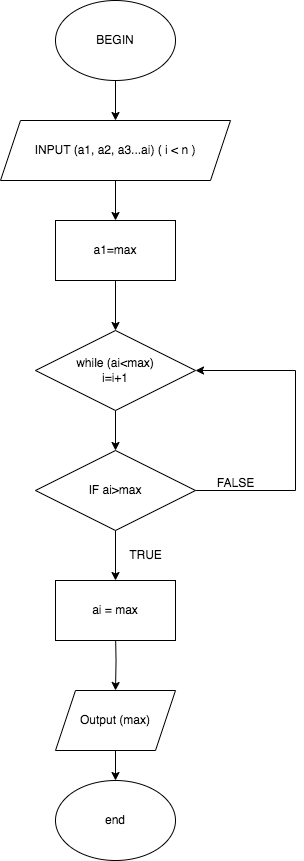 BEGIN
INPUT (a1, a2, a3...ai) ( i < n )
a1=max
while (ai<max)
i=i+1
IF ai>max
FALSE
TRUE
ai = max
Output (max)
end